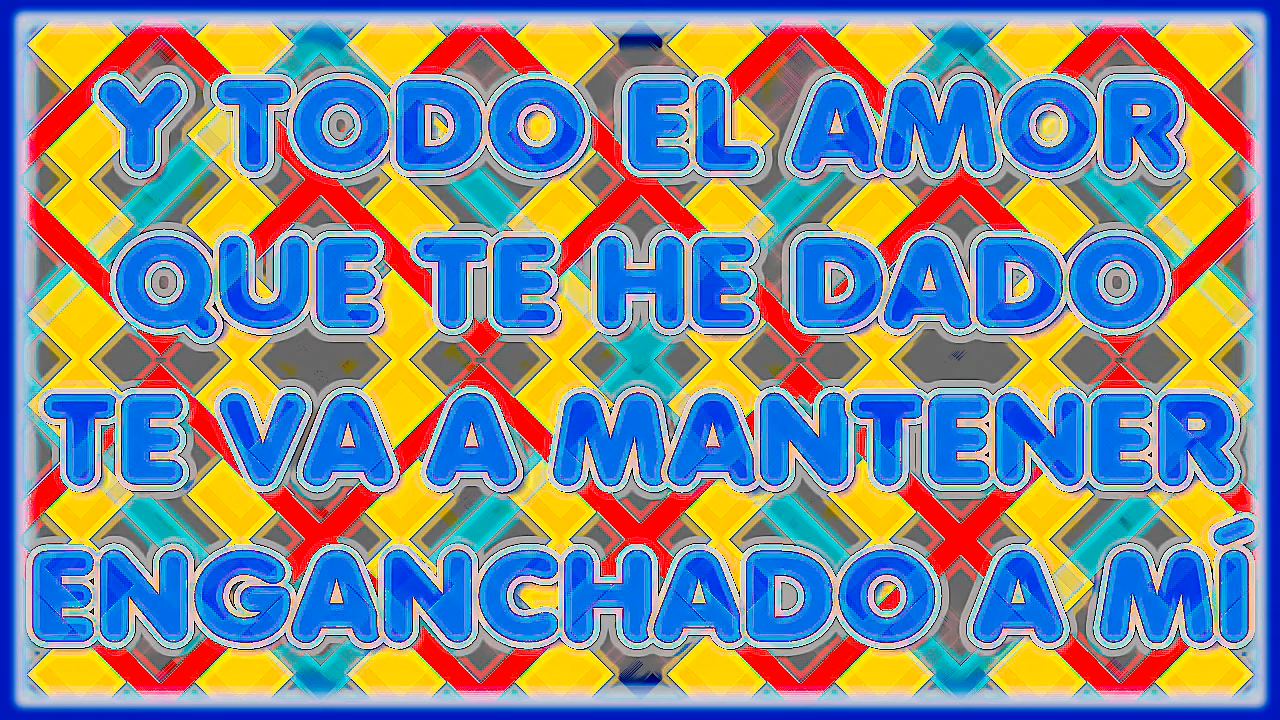 Y TODO EL AMOR
QUE TE HE DADO
TE VA A MANTENER
ENGANCHADO A MÍ